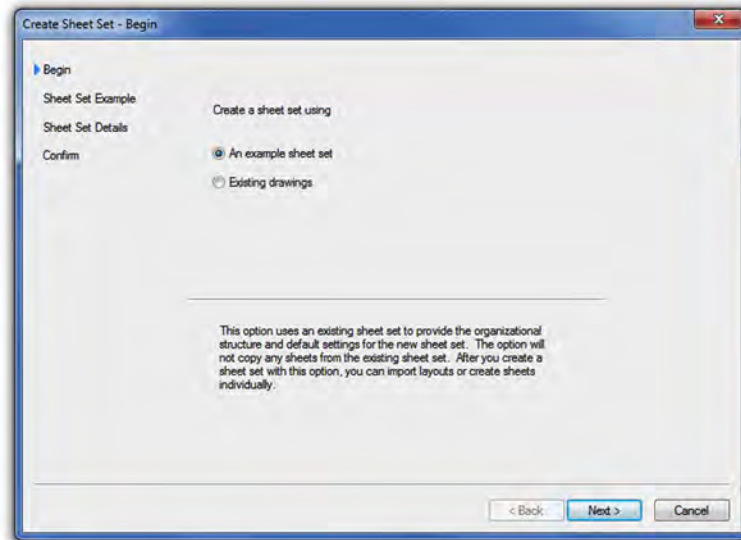 Create Sheet Set - Begin
Begin
Sheet Set Example
Sheet Set Details
Confirm
Create a sheet set using
An example sheet set
Existing drawings
This option uses an existing sheet set to provide the organizational
structure and default settings for the new sheet set. The option will
not copy any sheets from the existing sheet set. After you create a
sheet set with this option, you can import layouts or create sheets
individually.
< Back
Next >
Cancel